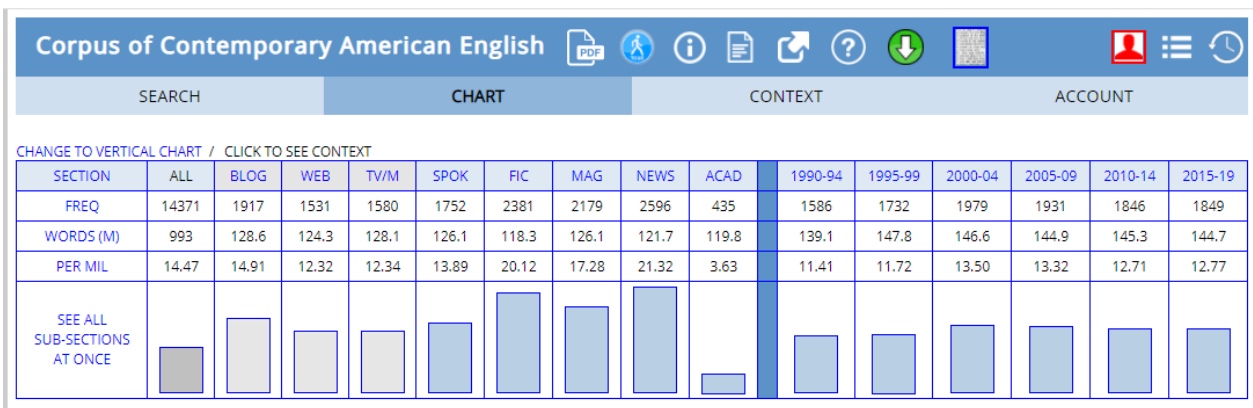 Corpus of Contemporary American English PDF
SEARCH CHART CONTEXT ACCOUNT
CHANGE TO VERTICAL CHART / CLICK TO SEE CONTEXT
SECTION ALL BLOG WEB TV/M SPOK FIC MAG NEWS ACAD 1990-94 1995-99 2000-04 2005-09 2010-14 2015-19
FREQ 14371 1917 1531 1580 1752 2381 2179 2596 435 1586 1732 1979 1931 1846 1849
WORDS (M) 993 128.6 124.3 128.1 126.1 118.3 126.1 121.7 119.8 139.1 147.8 146.6 144.9 145.3 144.7
PER MIL 14.47 14.91 12.32 12.34 13.89 20.12 17.28 21.32 3.63 11.41 11.72 13.50 13.32 12.71 12.77
SEE ALL
SUB-SECTIONS
AT ONCE